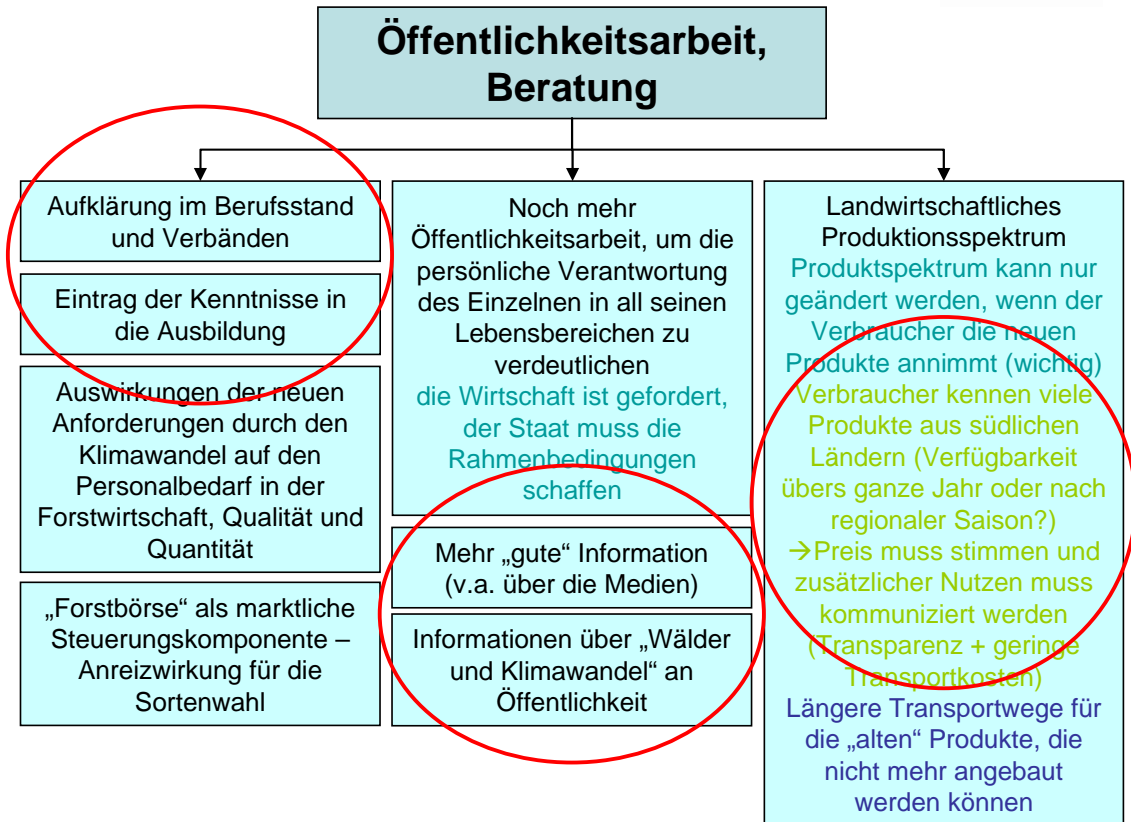 Öffentlichkeitsarbeit,
Beratung
Aufklärung im Berufsstand
und Verbänden
Eintrag der Kenntnisse in
die Ausbildung
Auswirkungen der neuen
Anforderungen durch den
Klimawandel auf den
Personalbedarf in der
Forstwirtschaft, Qualität und
Quantität
„Forstbörse“ als marktliche
Steuerungskomponente –
Anreizwirkung für die
Sortenwahl
Noch mehr
Öffentlichkeitsarbeit, um die
persönliche Verantwortung
des Einzelnen in all seinen
Lebensbereichen zu
verdeutlichen
die Wirtschaft ist gefordert,
der Staat muss die
Rahmenbedingungen
schaffen
Mehr „gute“ Information
(v.a. über die Medien)
Informationen über „Wälder
und Klimawandel“ an
Öffentlichkeit
Landwirtschaftliches
Produktionsspektrum
Produktspektrum kann nur
geändert werden, wenn der
Verbraucher die neuen
Produkte annimmt (wichtig)
Verbraucher kennen viele
Produkte aus südlichen
Ländern (Verfügbarkeit
übers ganze Jahr oder nach
regionaler Saison?)
→Preis muss stimmen und
zusätzlicher Nutzen muss
kommuniziert werden
(Transparenz + geringe
Transportkosten)
Längere Transportwege für
die „alten“ Produkte, die
nicht mehr angebaut
werden können